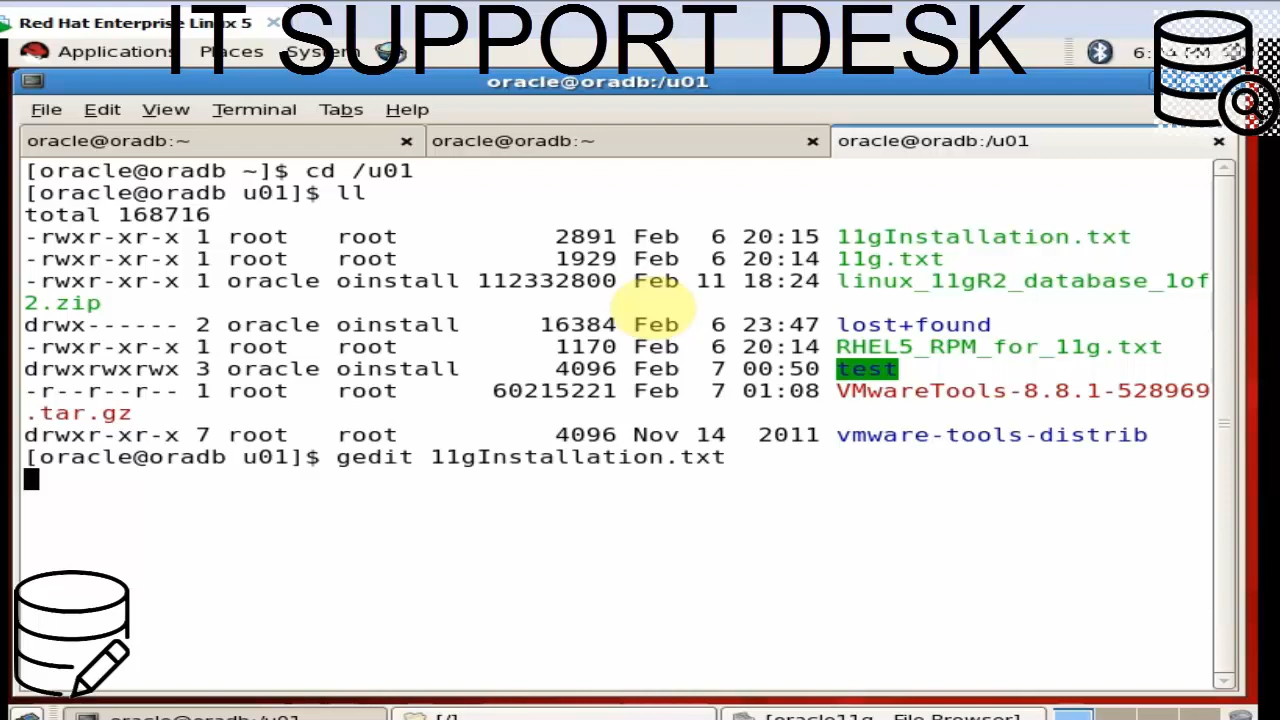 Red Hat Enterprise Linux 5
IT SUPPORT DESK
Applications Places System
oracle@oradb:/u01
File Edit View Terminal Tabs Help
oracle@oradb:~ oracle@oradb:~ oracle@oradb:/u01
[oracle@oradb ~]$ cd /u01
[oracle@oradb u01]$ ll
total 168716
-rwxr-xr-x 1 root root 2891 Feb 6 20:15 11gInstallation.txt
-rwxr-xr-x 1 root root 1929 Feb 6 20:14 11g.txt
-rwxr-xr-x 1 oracle oinstall 112332800 Feb 11 18:24 linux_11gR2_database_1of
2.zip
drwx------ 2 oracle oinstall 16384 Feb 6 23:47 lost+found
-rwxr-xr-x 1 root root 1170 Feb 6 20:14 RHEL5_RPM_for_11g.txt
drwxrwxrwx 3 oracle oinstall 4096 Feb 7 00:50 test
-r--r--r-- 1 root root 60215221 Feb 7 01:08 VMwareTools-8.8.1-528969
.tar.gz
drwxr-xr-x 7 root root 4096 Nov 14 2011 vmware-tools-distrib
[oracle@oradb u01]$ gedit 11gInstallation.txt
oracle@oradb:/u01 [/] [oracle11g - File Browser]